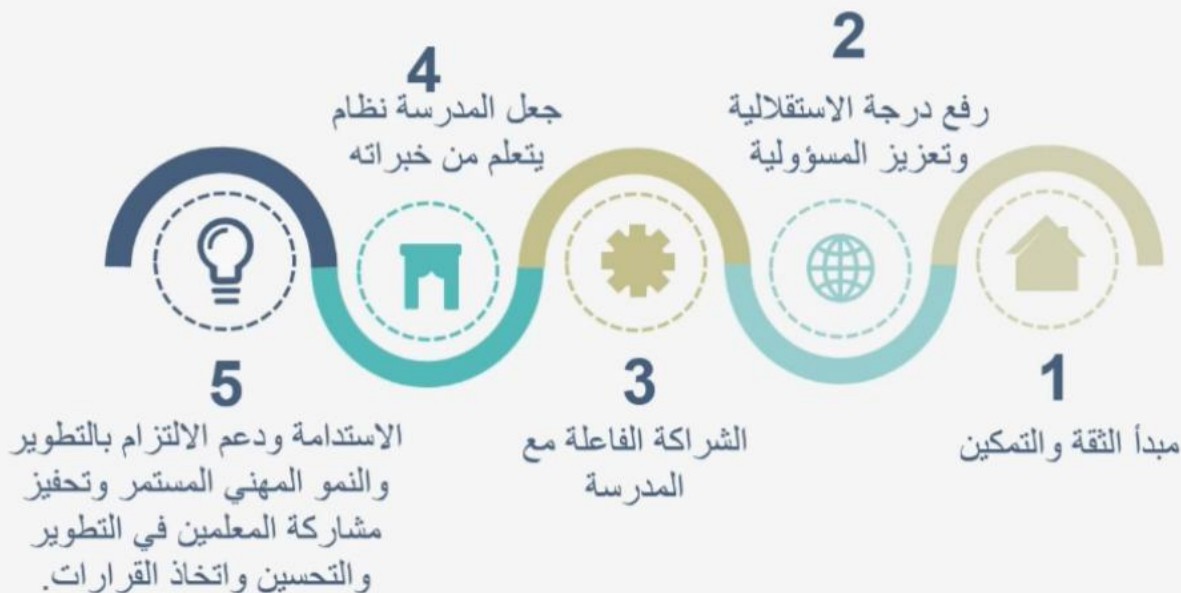 1
مبدأ الثقة والتمكين
2
رفع درجة الاستقلالية
وتعزيز المسؤولية
3
الشراكة الفاعلة مع
المدرسة
4
جعل المدرسة نظام
يتعلم من خبراته
5
الاستدامة ودعم الالتزام بالتطوير
والنمو المهني المستمر وتحفيز
مشاركة المعلمين في التطوير
والتحسين واتخاذ القرارات.